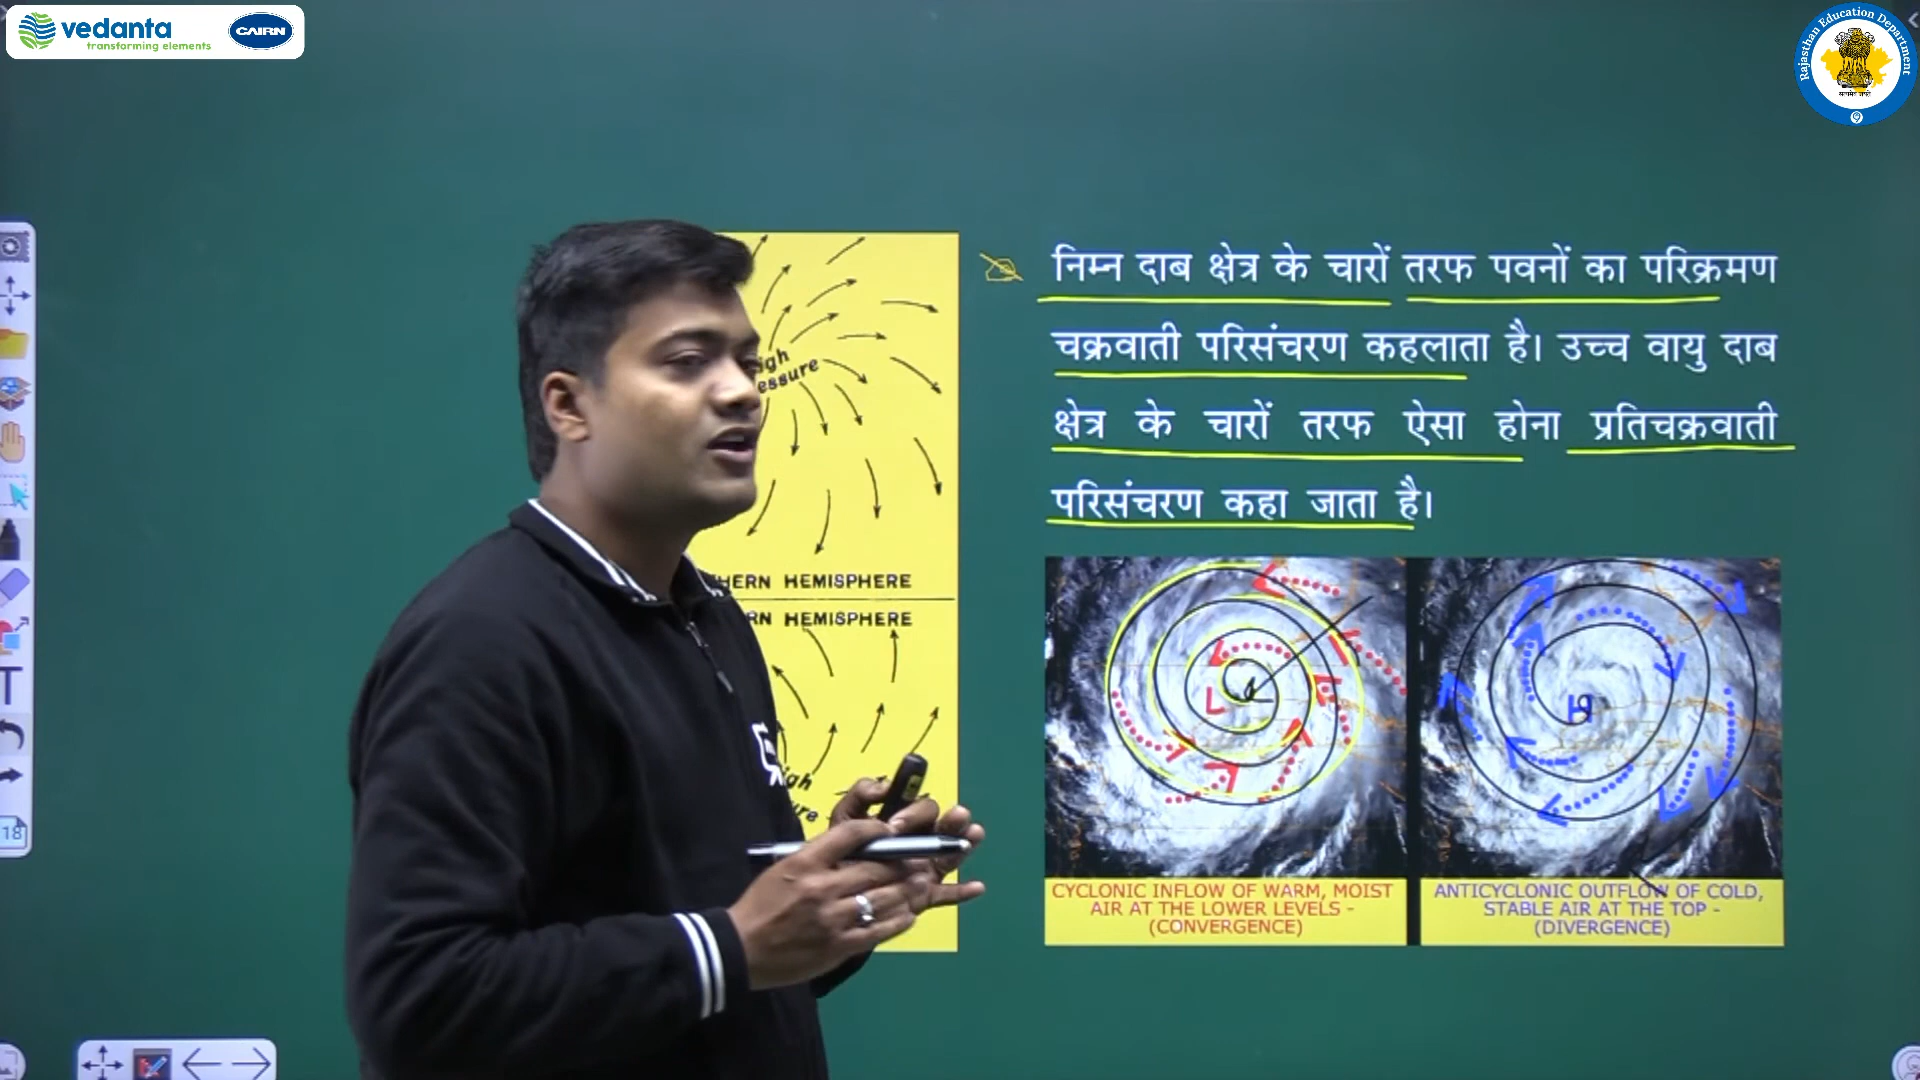 vedanta
transforming elements
CAIRN
Rajasthan Education Department
निम्न दाब क्षेत्र के चारों तरफ पवनों का परिक्रमण
चक्रवाती परिसंचरण कहलाता है। उच्च वायु दाब
क्षेत्र के चारों तरफ ऐसा होना प्रतिचक्रवाती
परिसंचरण कहा जाता है।
HERN HEMISPHERE
RN HEMISPHERE
L
H
CYCLONIC INFLOW OF WARM, MOIST
AIR AT THE LOWER LEVELS -
(CONVERGENCE)
ANTICYCLONIC OUTFLOW OF COLD,
STABLE AIR AT THE TOP -
(DIVERGENCE)
18